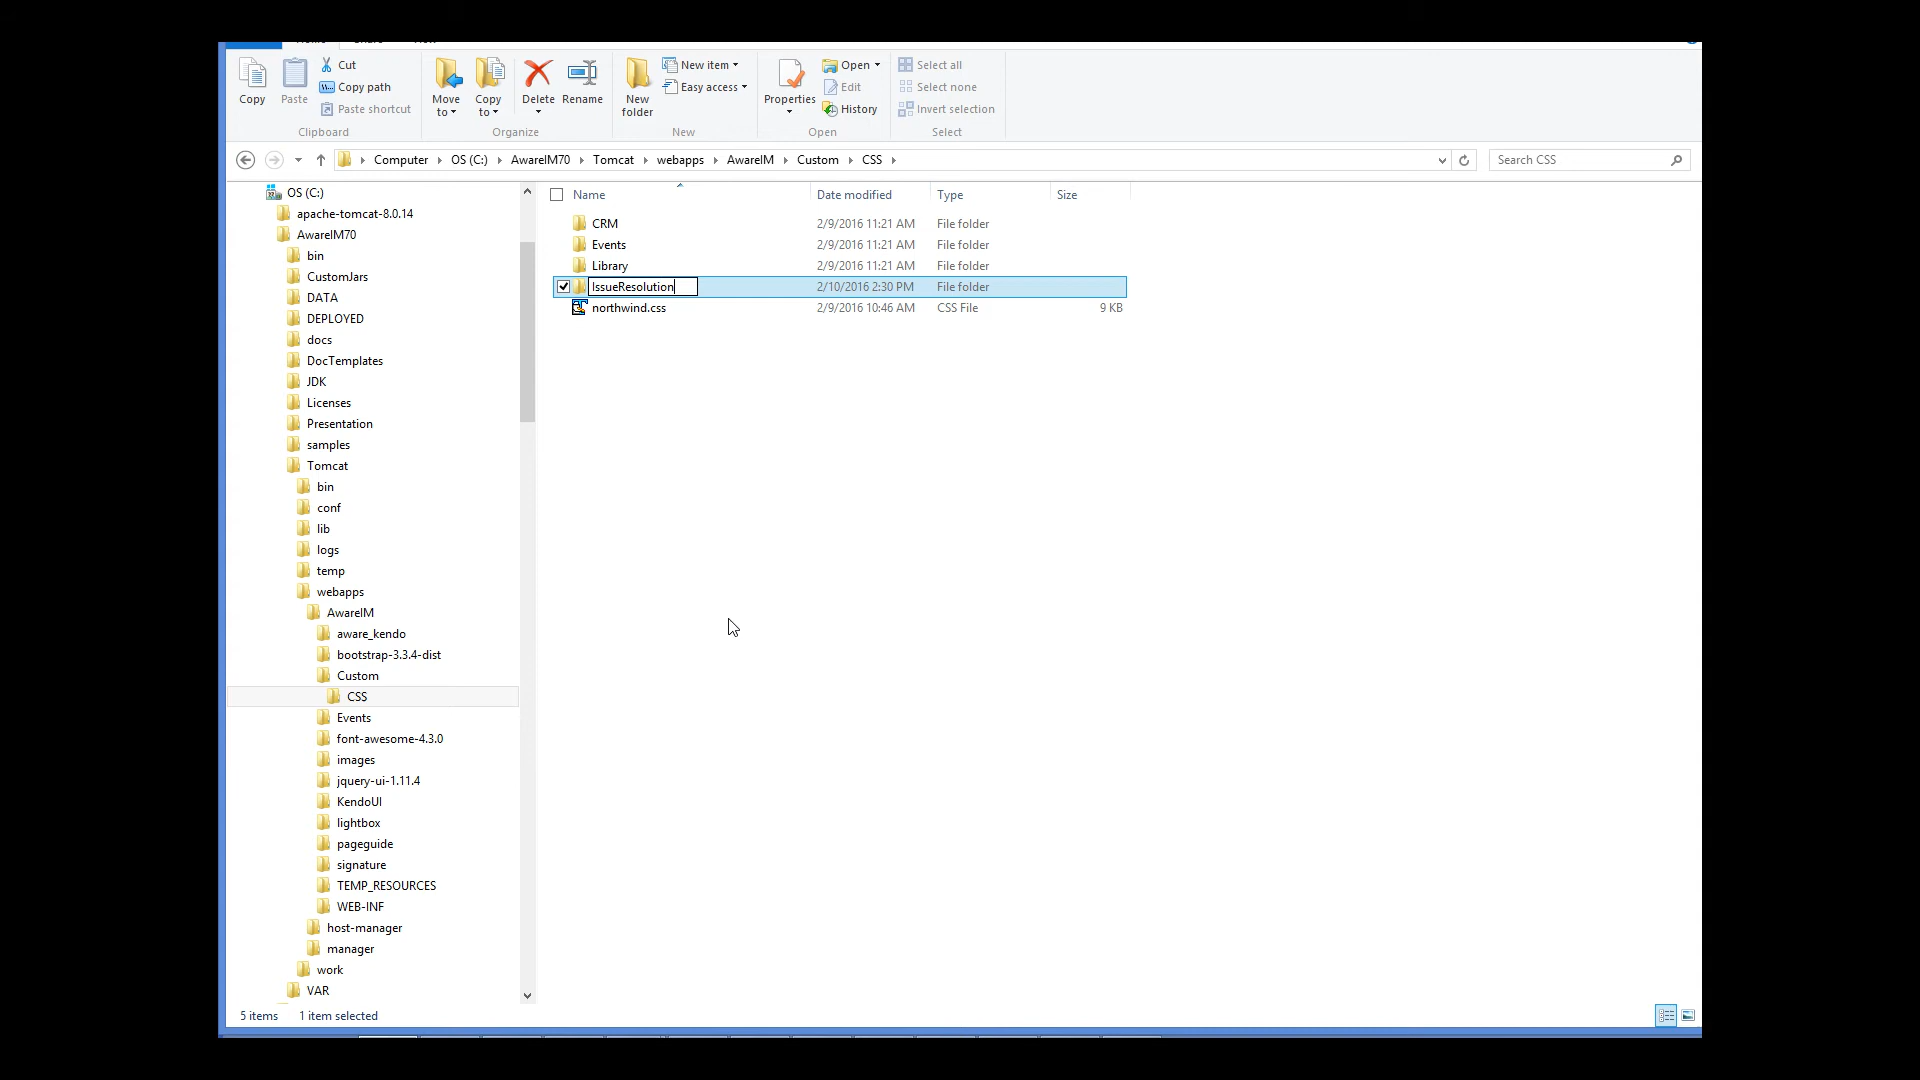 Cut
Copy path
Paste shortcut
Copy
Paste
Clipboard
Move to
Copy to
Delete
Rename
Organize
New folder
New item
Easy access
New
Properties
Open
Edit
History
Open
Select all
Select none
Invert selection
Select
Computer OS (C:) AwareIM70 Tomcat webapps AwareIM Custom CSS
Search CSS
OS (C:)
apache-tomcat-8.0.14
AwareIM70
bin
CustomJars
DATA
DEPLOYED
docs
DocTemplates
JDK
Licenses
Presentation
samples
Tomcat
bin
conf
lib
logs
temp
webapps
AwareIM
aware_kendo
bootstrap-3.3.4-dist
Custom
CSS
Events
font-awesome-4.3.0
images
jquery-ui-1.11.4
KendoUI
lightbox
pageguide
signature
TEMP_RESOURCES
WEB-INF
host-manager
manager
work
VAR
Name Date modified Type Size
CRM 2/9/2016 11:21 AM File folder
Events 2/9/2016 11:21 AM File folder
Library 2/9/2016 11:21 AM File folder
IssueResolution 2/10/2016 2:30 PM File folder
northwind.css 2/9/2016 10:46 AM CSS File 9 KB
5 items 1 item selected